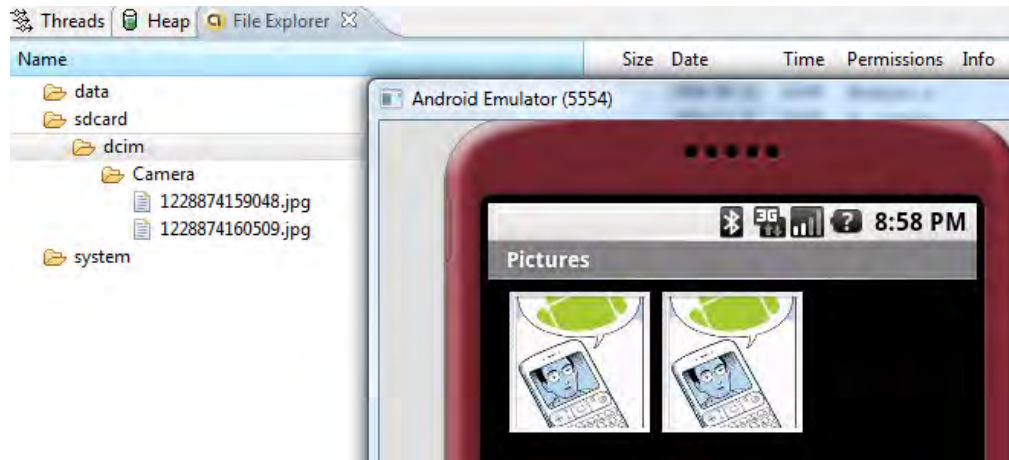 Threads Heap File Explorer
Name Size Date Time Permissions Info
data
sdcard
dcim
Camera
1228874159048.jpg
1228874160509.jpg
system
Android Emulator (5554)
3G ? 8:58 PM
Pictures